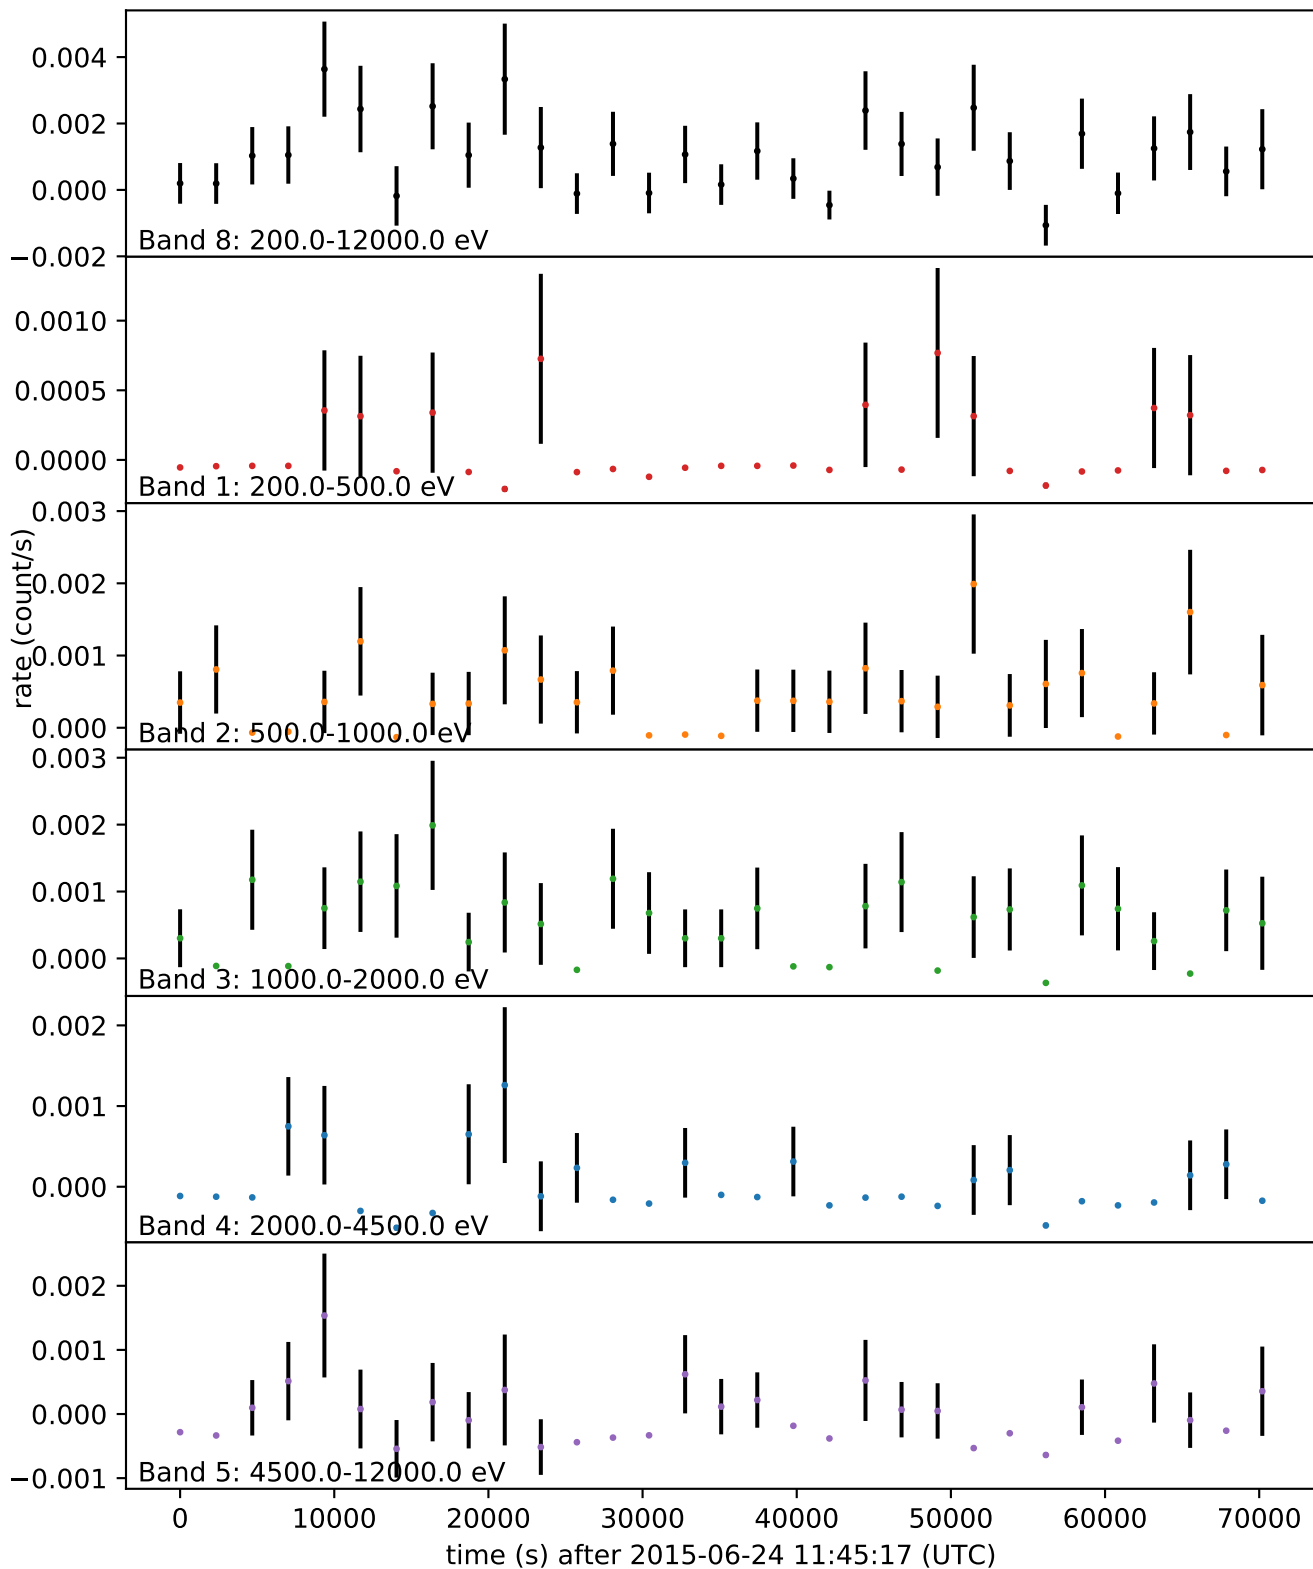 0.004
0.002
0.000
−0.002
Band 8: 200.0-12000.0 eV
0.0010
0.0005
0.0000
Band 1: 200.0-500.0 eV
rate (count/s)
0.003
0.002
0.001
0.000
Band 2: 500.0-1000.0 eV
0.003
0.002
0.001
0.000
Band 3: 1000.0-2000.0 eV
0.002
0.001
0.000
Band 4: 2000.0-4500.0 eV
0.002
0.001
0.000
−0.001
Band 5: 4500.0-12000.0 eV
0 10000 20000 30000 40000 50000 60000 70000
time (s) after 2015-06-24 11:45:17 (UTC)